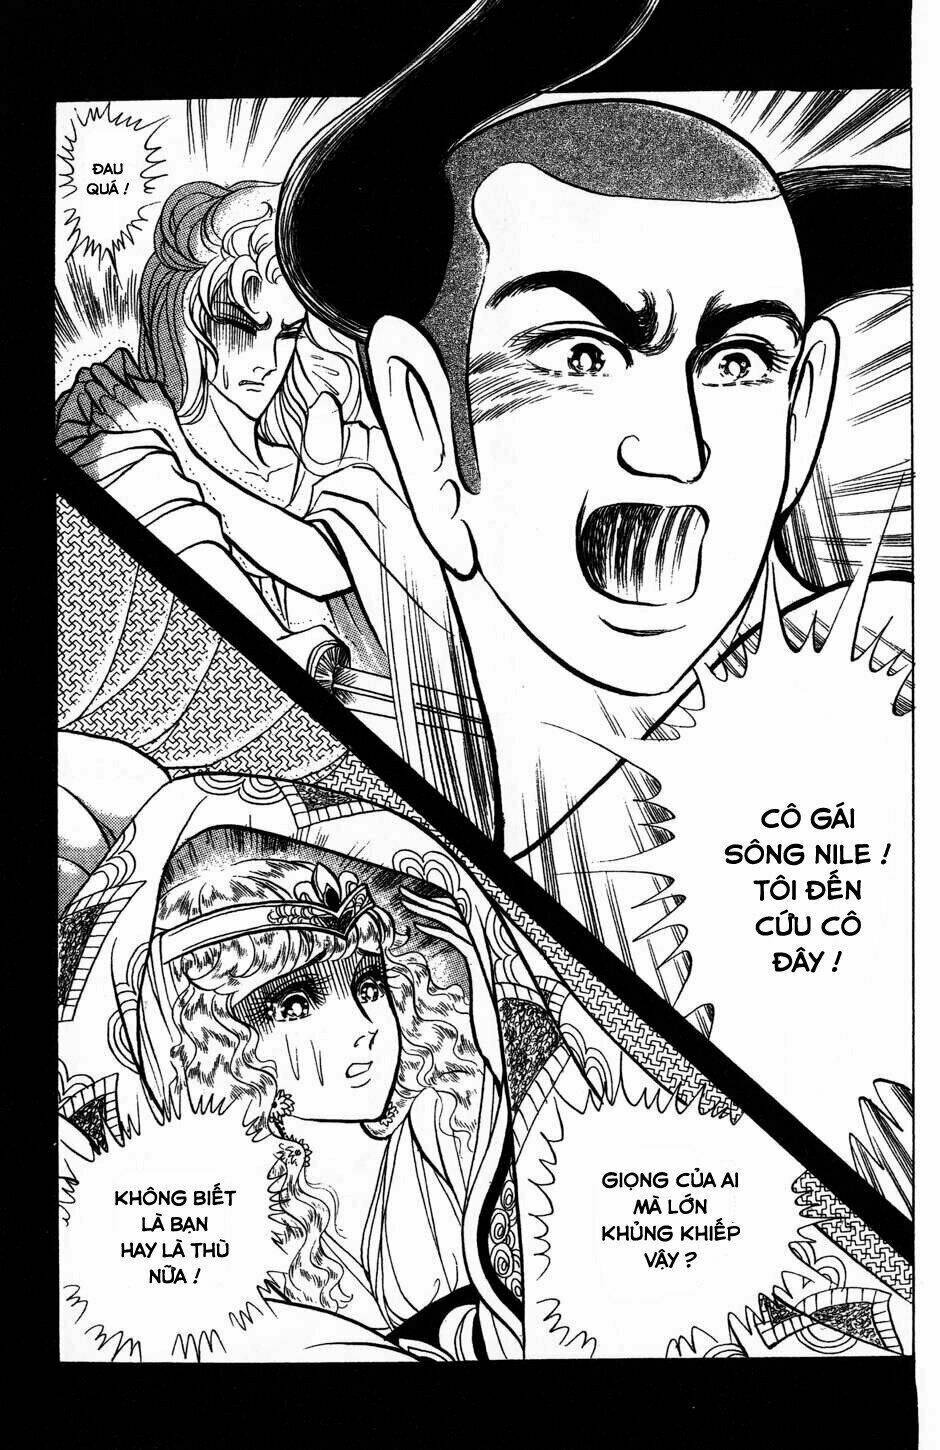 ĐAU
QUÁ !
CÔ GÁI
SÔNG NILE !
TÔI ĐẾN
CỨU CÔ
ĐÂY !
GIỌNG CỦA AI
MÀ LỚN
KHỦNG KHIẾP
VẬY ?
KHÔNG BIẾT
LÀ BẠN
HAY LÀ THÙ
NỮA !